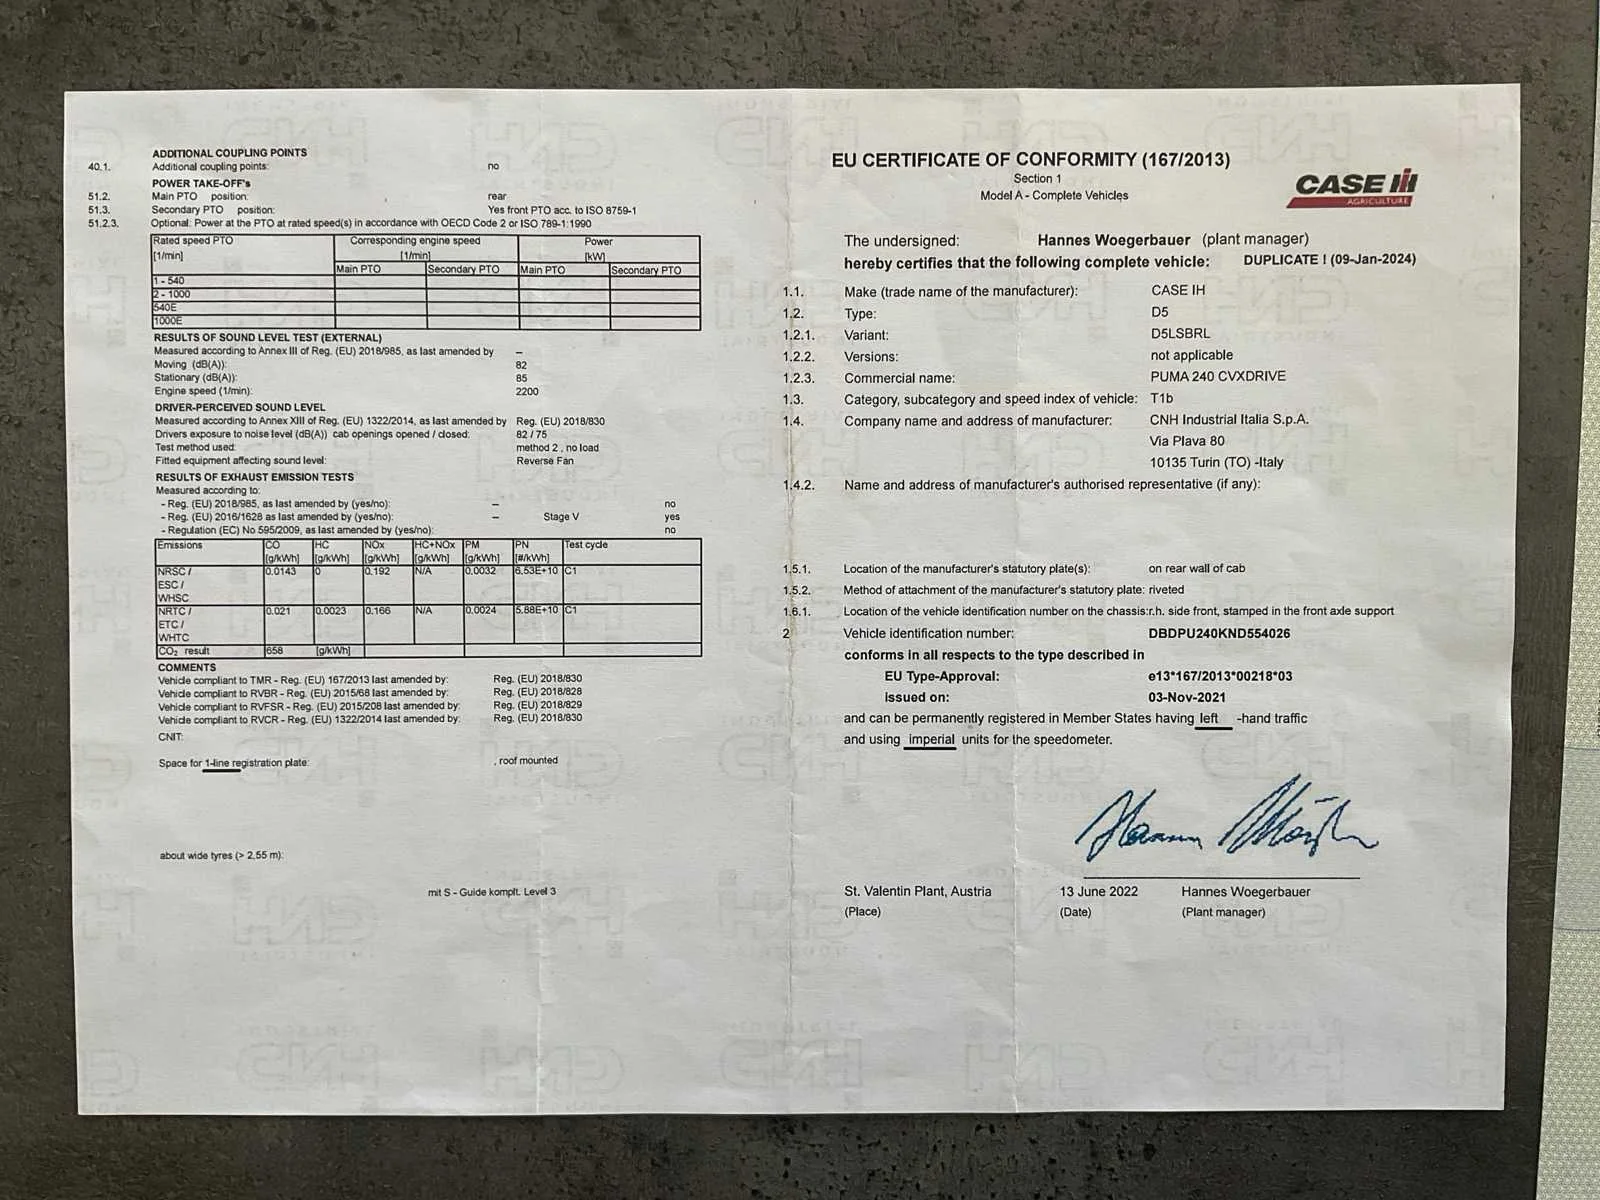 ADDITIONAL COUPLING POINTS
40.1. Additional coupling points: no
POWER TAKE-OFF's
51.2. Main PTO position: rear
51.3. Secondary PTO position: Yes front PTO acc. to ISO 8759-1
51.2.3. Optional: Power at the PTO at rated speed(s) in accordance with OECD Code 2 or ISO 789-1:1990
Rated speed PTO Corresponding engine speed Power
[1/min] [1/min] [kW]
Main PTO Secondary PTO Main PTO Secondary PTO
1 - 540
2 - 1000
540E
1000E
RESULTS OF SOUND LEVEL TEST (EXTERNAL)
Measured according to Annex III of Reg. (EU) 2018/985, as last amended by –
Moving (dB(A)): 82
Stationary (dB(A)): 85
Engine speed (1/min): 2200
DRIVER-PERCEIVED SOUND LEVEL
Measured according to Annex XIII of Reg. (EU) 1322/2014, as last amended by Reg. (EU) 2018/830
Drivers exposure to noise level (dB(A)) cab openings opened / closed: 82 / 75
Test method used: method 2 , no load
Fitted equipment affecting sound level: Reverse Fan
RESULTS OF EXHAUST EMISSION TESTS
Measured according to:
- Reg. (EU) 2018/985, as last amended by (yes/no): – no
- Reg. (EU) 2016/1628 as last amended by (yes/no): – Stage V yes
- Regulation (EC) No 595/2009, as last amended by (yes/no): no
Emissions CO HC NOx HC+NOx PM PN Test cycle
[g/kWh] [g/kWh] [g/kWh] [g/kWh] [g/kWh] [#/kWh]
NRSC / 0.0143 0 0.192 N/A 0.0032 6.53E+10 C1
ESC /
WHSC
NRTC / 0.021 0.0023 0.166 N/A 0.0024 5.88E+10 C1
ETC /
WHTC
CO₂ result 658 [g/kWh]
COMMENTS
Vehicle compliant to TMR - Reg. (EU) 167/2013 last amended by: Reg. (EU) 2018/830
Vehicle compliant to RVBR - Reg. (EU) 2015/68 last amended by: Reg. (EU) 2018/828
Vehicle compliant to RVFSR - Reg. (EU) 2015/208 last amended by: Reg. (EU) 2018/829
Vehicle compliant to RVCR - Reg. (EU) 1322/2014 last amended by: Reg. (EU) 2018/830
CNIT:
Space for 1-line registration plate: , roof mounted
about wide tyres (> 2,55 m):
mit S - Guide komplt. Level 3
EU CERTIFICATE OF CONFORMITY (167/2013)
Section 1
Model A - Complete Vehicles
CASE IH
AGRICULTURE
The undersigned: Hannes Woegerbauer (plant manager)
hereby certifies that the following complete vehicle: DUPLICATE ! (09-Jan-2024)
1.1. Make (trade name of the manufacturer): CASE IH
1.2. Type: D5
1.2.1. Variant: D5LSBRL
1.2.2. Versions: not applicable
1.2.3. Commercial name: PUMA 240 CVXDRIVE
1.3. Category, subcategory and speed index of vehicle: T1b
1.4. Company name and address of manufacturer: CNH Industrial Italia S.p.A.
Via Plava 80
10135 Turin (TO) -Italy
1.4.2. Name and address of manufacturer's authorised representative (if any):
1.5.1. Location of the manufacturer's statutory plate(s): on rear wall of cab
1.5.2. Method of attachment of the manufacturer's statutory plate: riveted
1.6.1. Location of the vehicle identification number on the chassis:r.h. side front, stamped in the front axle support
2 Vehicle identification number: DBDPU240KND554026
conforms in all respects to the type described in
EU Type-Approval: e13*167/2013*00218*03
issued on: 03-Nov-2021
and can be permanently registered in Member States having left -hand traffic
and using imperial units for the speedometer.
St. Valentin Plant, Austria 13 June 2022 Hannes Woegerbauer
(Place) (Date) (Plant manager)